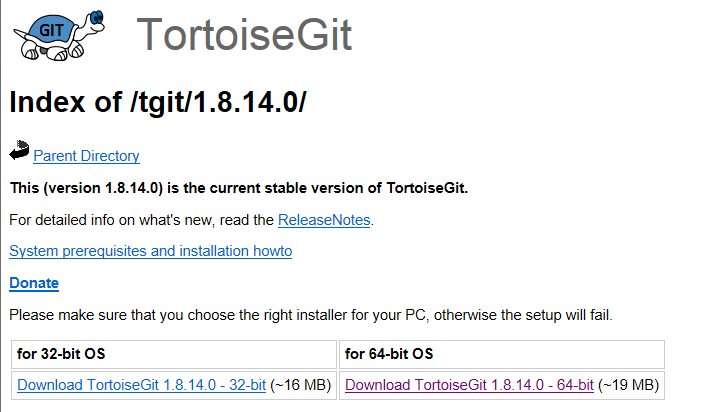 GIT
TortoiseGit
Index of /tgit/1.8.14.0/
Parent Directory
This (version 1.8.14.0) is the current stable version of TortoiseGit.
For detailed info on what's new, read the ReleaseNotes.
System prerequisites and installation howto
Donate
Please make sure that you choose the right installer for your PC, otherwise the setup will fail.
for 32-bit OS for 64-bit OS
Download TortoiseGit 1.8.14.0 - 32-bit (~16 MB) Download TortoiseGit 1.8.14.0 - 64-bit (~19 MB)